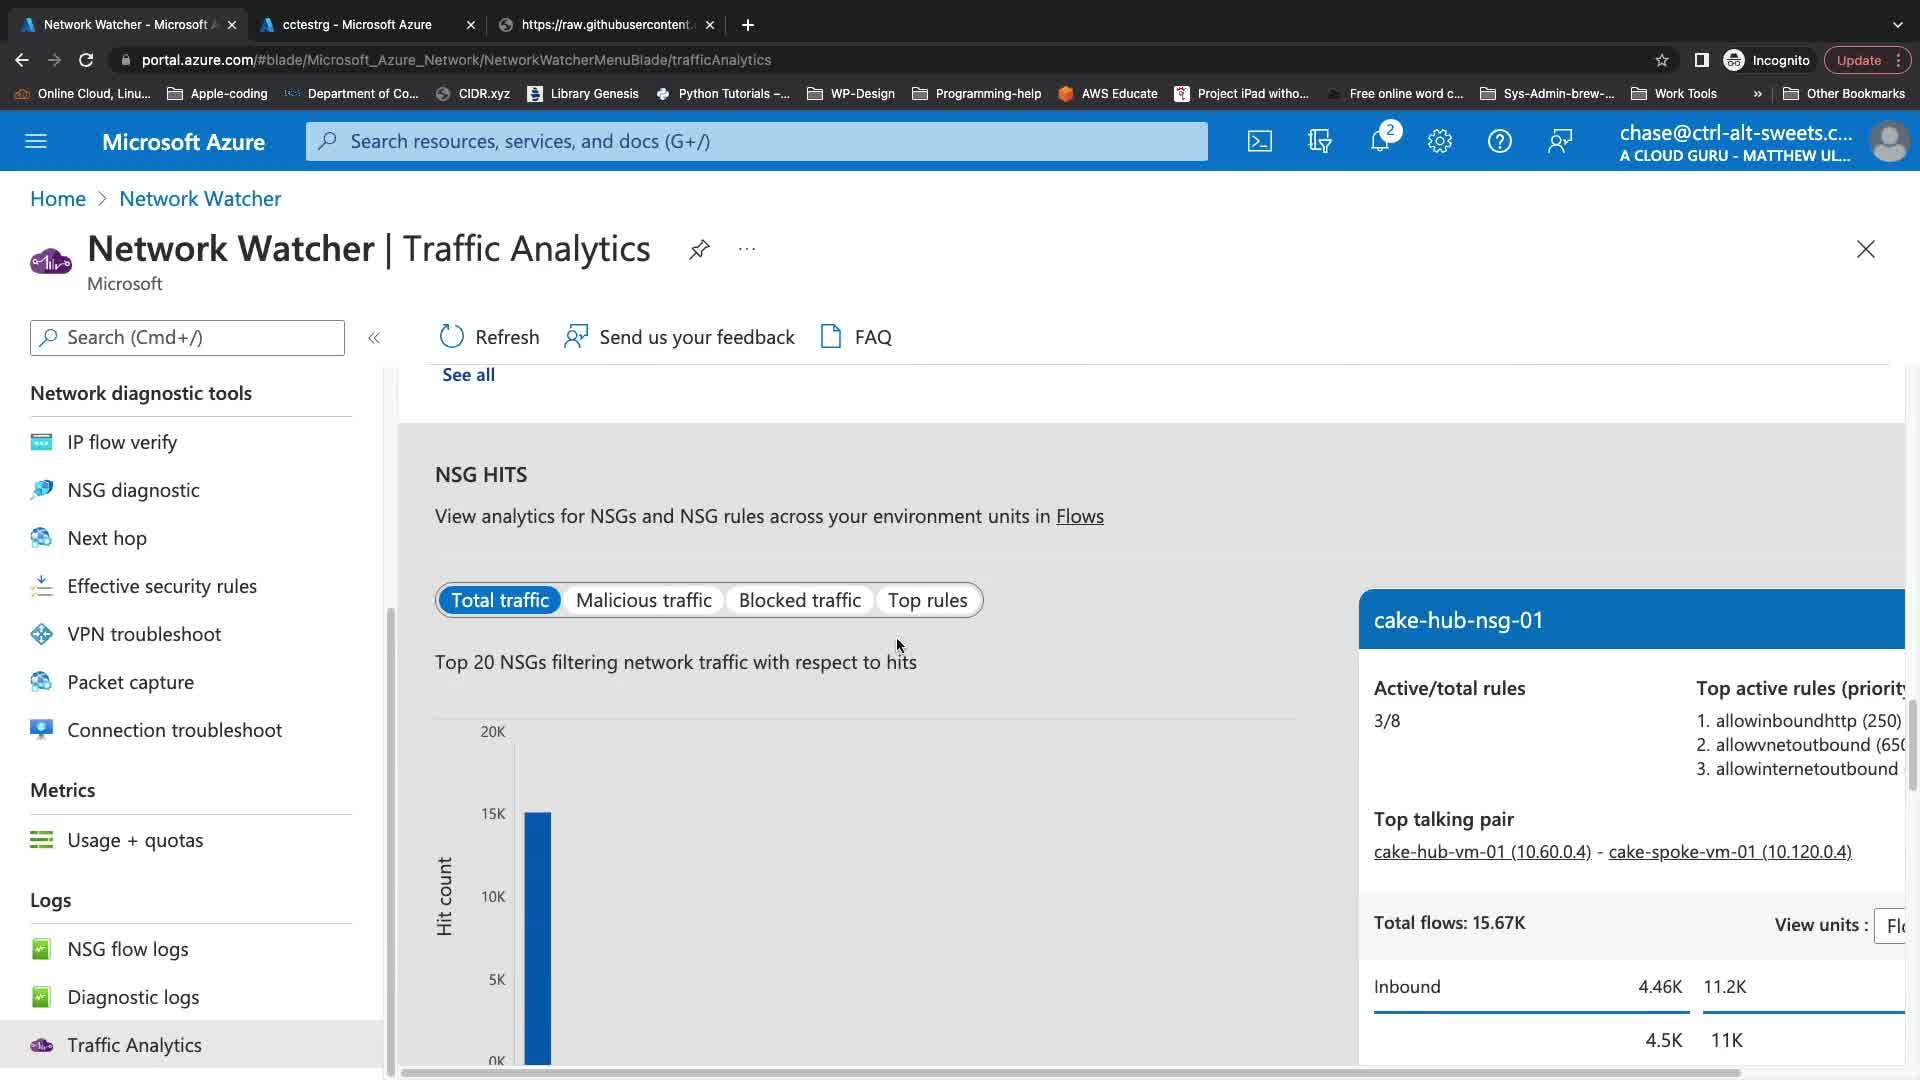 Network Watcher - Microsoft A
cctestrg - Microsoft Azure
https://raw.githubusercontent.
portal.azure.com/#blade/Microsoft_Azure_Network/NetworkWatcherMenuBlade/trafficAnalytics
Incognito
Update
Online Cloud, Linu...
Apple-coding
Department of Co...
CIDR.xyz
Library Genesis
Python Tutorials –...
WP-Design
Programming-help
AWS Educate
Project iPad witho...
Free online word c...
Sys-Admin-brew-...
Work Tools
»
Other Bookmarks
Microsoft Azure
Search resources, services, and docs (G+/)
2
chase@ctrl-alt-sweets.c...
A CLOUD GURU - MATTHEW UL...
Home > Network Watcher
Network Watcher | Traffic Analytics
Microsoft
Search (Cmd+/)
«
Refresh
Send us your feedback
FAQ
See all
Network diagnostic tools
IP flow verify
NSG diagnostic
Next hop
Effective security rules
VPN troubleshoot
Packet capture
Connection troubleshoot
Metrics
Usage + quotas
Logs
NSG flow logs
Diagnostic logs
Traffic Analytics
NSG HITS
View analytics for NSGs and NSG rules across your environment units in Flows
Total traffic
Malicious traffic
Blocked traffic
Top rules
Top 20 NSGs filtering network traffic with respect to hits
20K
15K
10K
5K
0K
Hit count
cake-hub-nsg-01
Active/total rules
3/8
Top active rules (priority
1. allowinboundhttp (250)
2. allowvnetoutbound (650
3. allowinternetoutbound
Top talking pair
cake-hub-vm-01 (10.60.0.4) - cake-spoke-vm-01 (10.120.0.4)
Total flows: 15.67K
View units :
Flo
Inbound
4.46K
11.2K
4.5K
11K